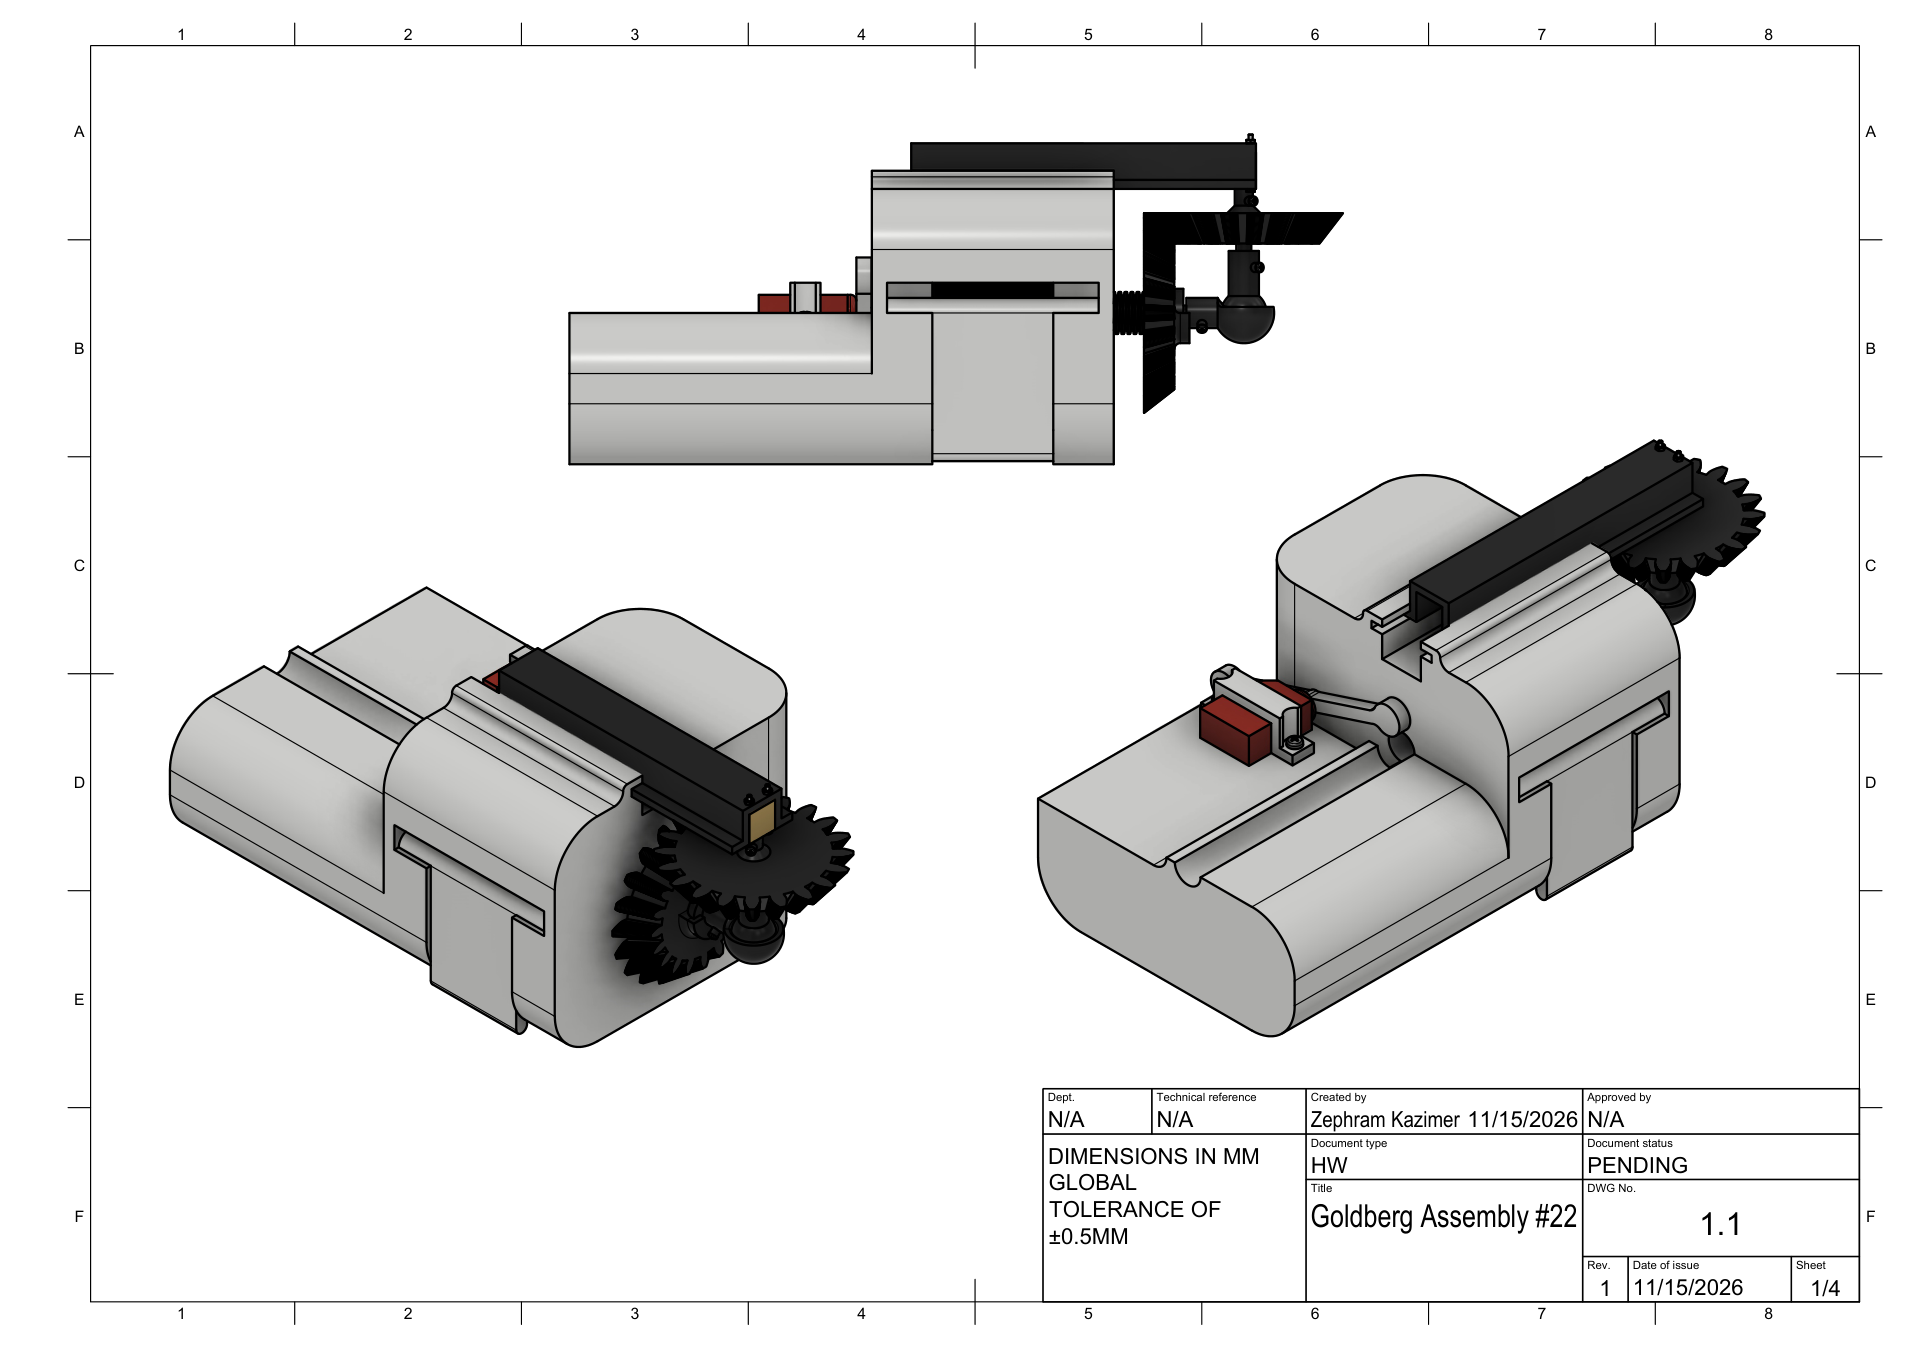 1 2 3 4 5 6 7 8
A A
B B
C C
D D
E E
F F
Dept.
N/A
Technical reference
N/A
Created by
Zephram Kazimer 11/15/2026
Approved by
N/A
DIMENSIONS IN MM
GLOBAL
TOLERANCE OF
±0.5MM
Document type
HW
Document status
PENDING
Title
Goldberg Assembly #22
DWG No.
1.1
Rev.
1
Date of issue
11/15/2026
Sheet
1/4
1 2 3 4 5 6 7 8